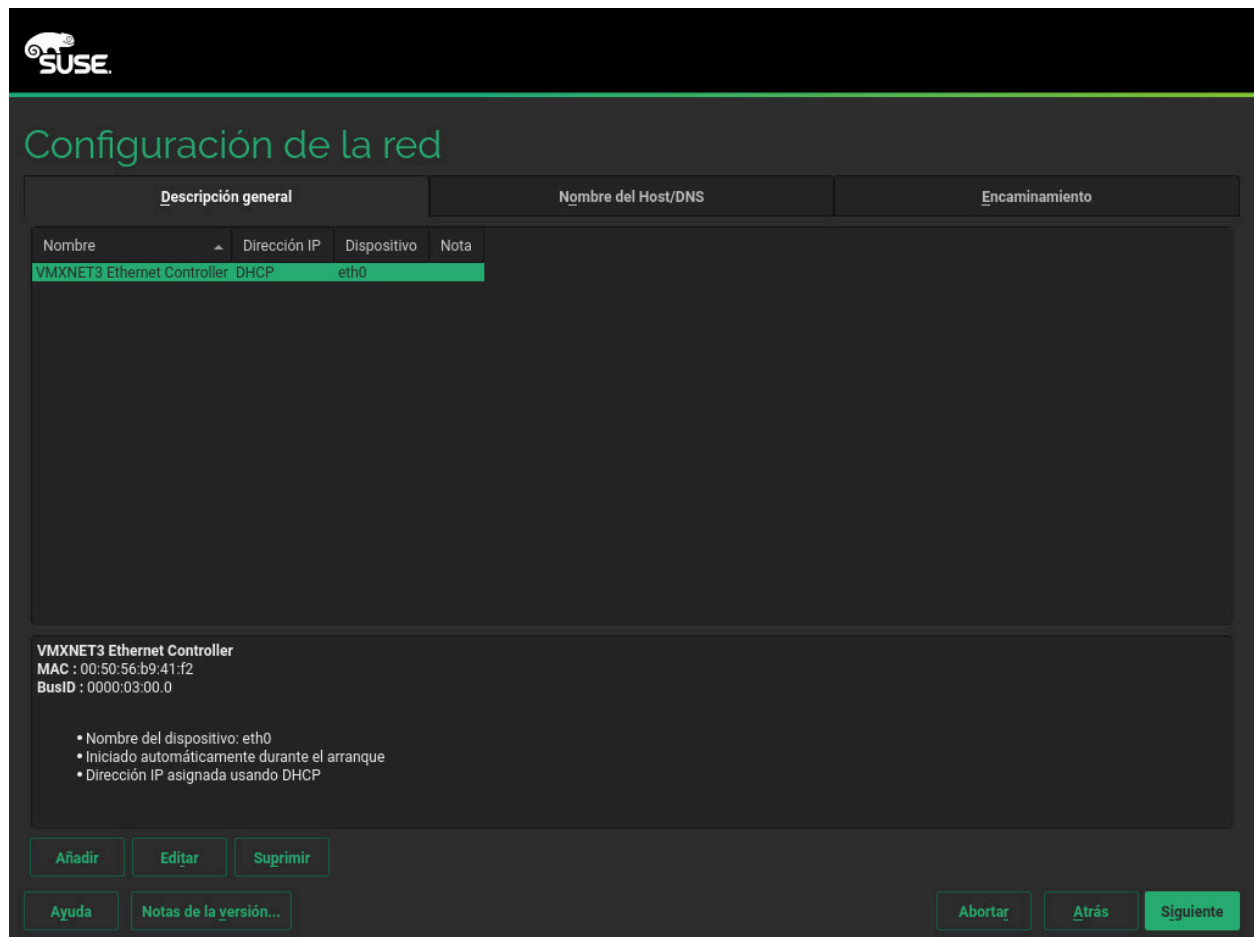 SUSE.
Configuración de la red
Descripción general Nombre del Host/DNS Encaminamiento
Nombre Dirección IP Dispositivo Nota
VMXNET3 Ethernet Controller DHCP eth0
VMXNET3 Ethernet Controller
MAC : 00:50:56:b9:41:f2
BusID : 0000:03:00.0
• Nombre del dispositivo: eth0
• Iniciado automáticamente durante el arranque
• Dirección IP asignada usando DHCP
Añadir Editar Suprimir
Ayuda Notas de la versión... Abortar Atrás Siguiente